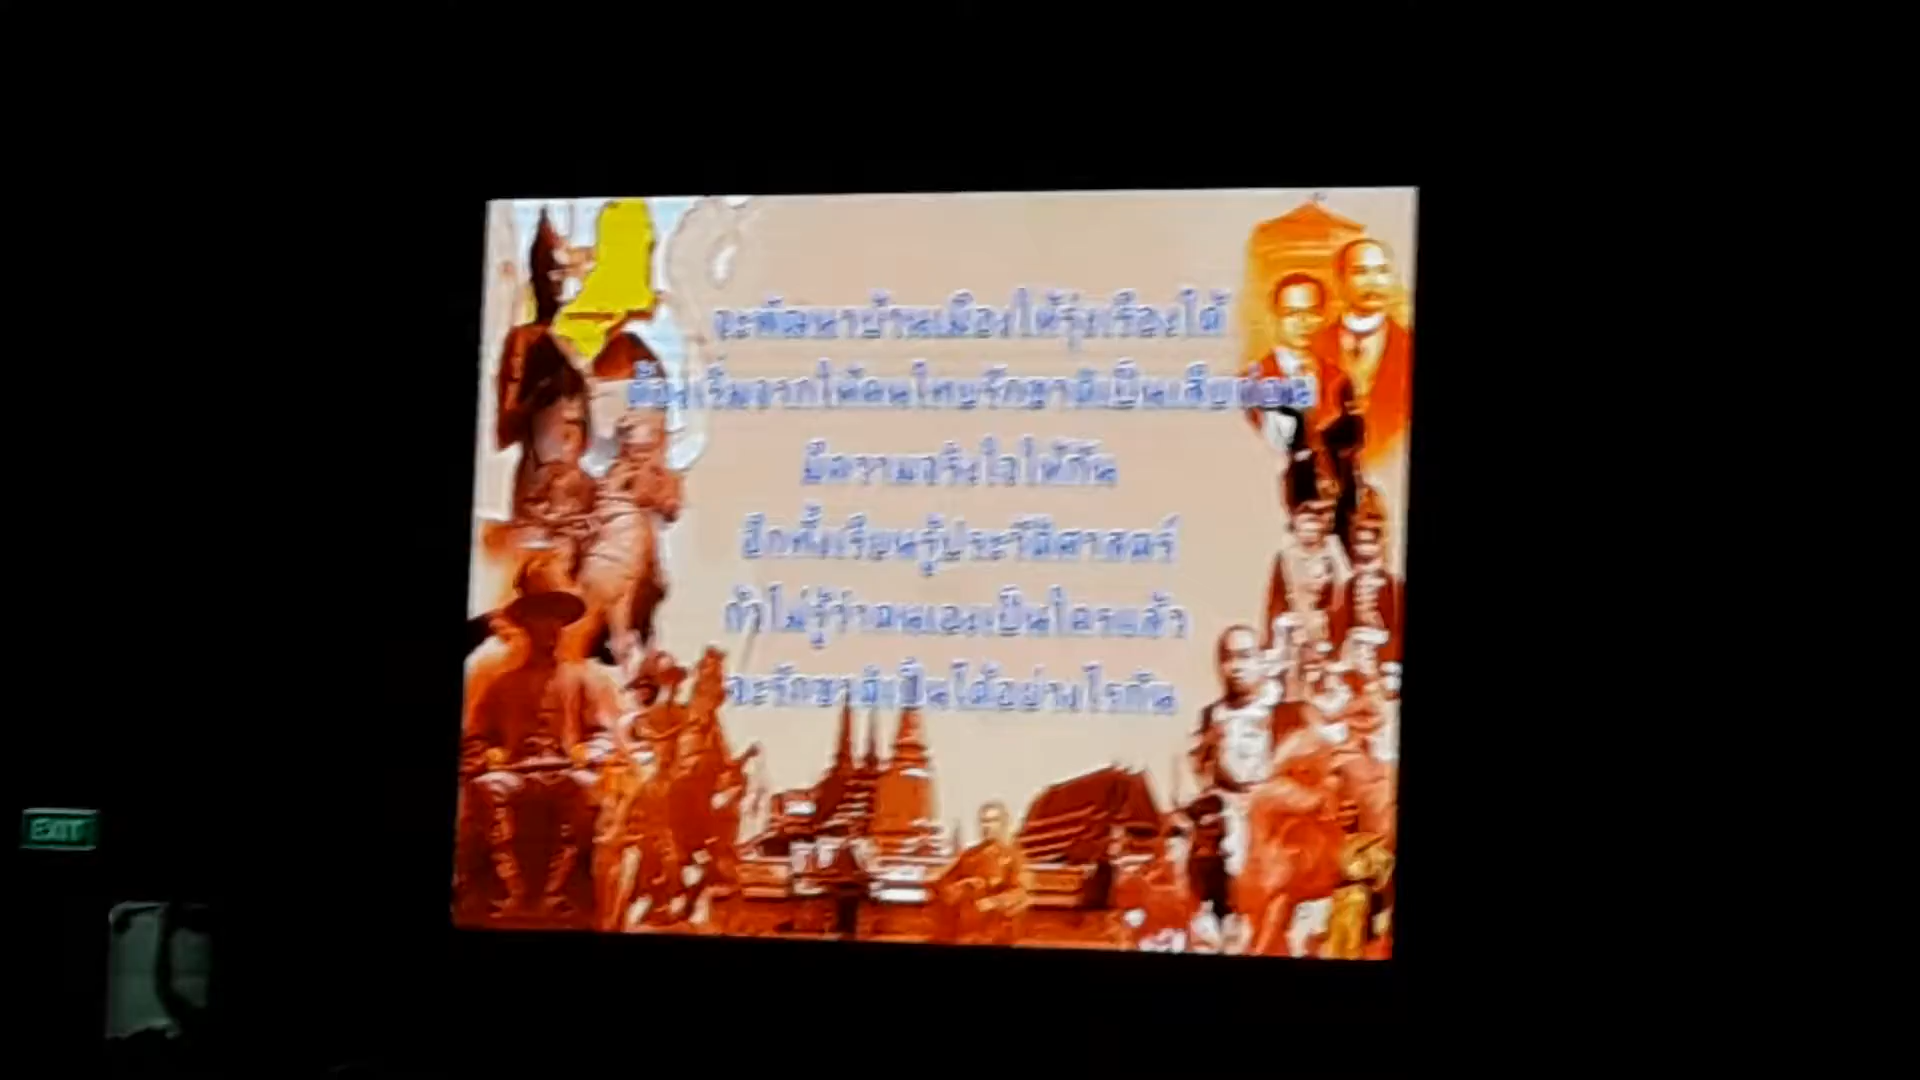 จะพัฒนาบ้านเมืองให้รุ่งเรืองได้
ต้องเริ่มจากให้คนไทยรักชาติเป็นเสียก่อน
มีความจริงใจให้กัน
อีกทั้งเรียนรู้ประวัติศาสตร์
ถ้าไม่รู้ว่าตนเองเป็นใครแล้ว
จะรักชาติเป็นได้อย่างไรกัน
EXIT